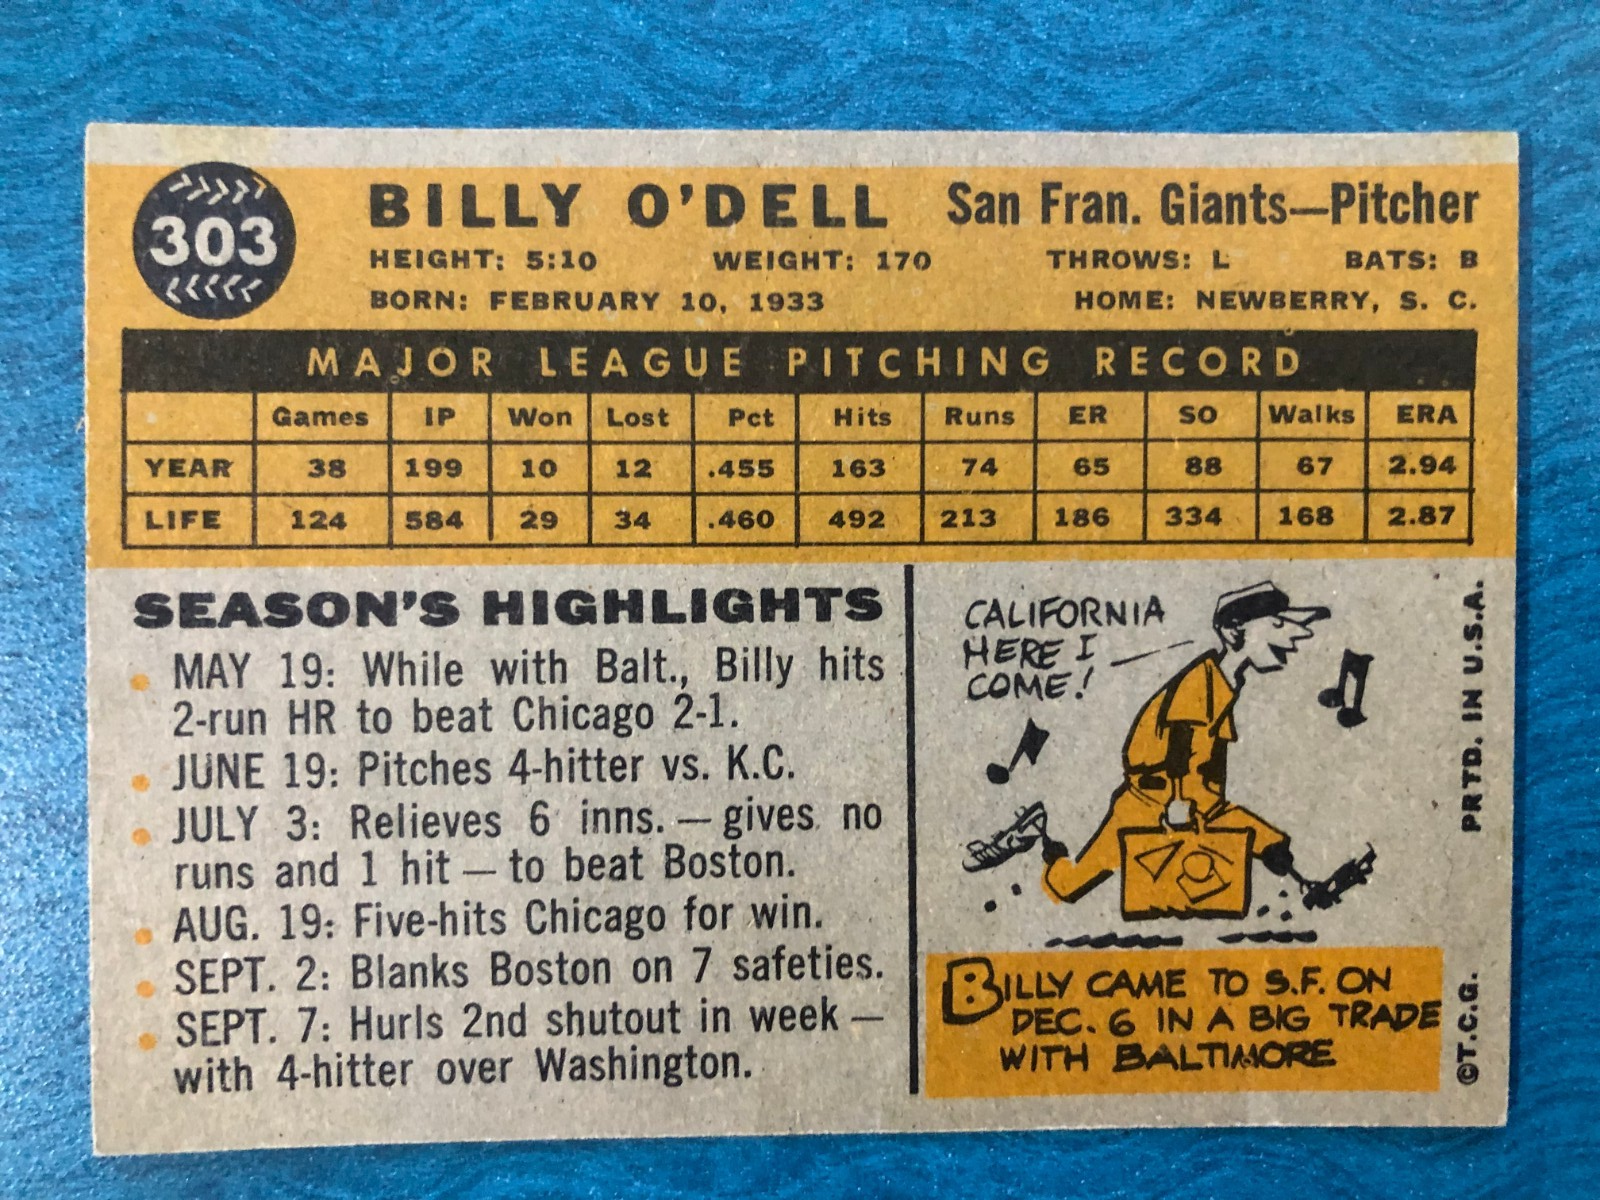 303
BILLY O'DELL San Fran. Giants—Pitcher
HEIGHT: 5:10 WEIGHT: 170 THROWS: L BATS: B
BORN: FEBRUARY 10, 1933 HOME: NEWBERRY, S. C.
MAJOR LEAGUE PITCHING RECORD
Games IP Won Lost Pct Hits Runs ER SO Walks ERA
YEAR 38 199 10 12 .455 163 74 65 88 67 2.94
LIFE 124 584 29 34 .460 492 213 186 334 168 2.87
SEASON'S HIGHLIGHTS
MAY 19: While with Balt., Billy hits
2-run HR to beat Chicago 2-1.
JUNE 19: Pitches 4-hitter vs. K.C.
JULY 3: Relieves 6 inns. — gives no
runs and 1 hit — to beat Boston.
AUG. 19: Five-hits Chicago for win.
SEPT. 2: Blanks Boston on 7 safeties.
SEPT. 7: Hurls 2nd shutout in week —
with 4-hitter over Washington.
CALIFORNIA
HERE I
COME!
BILLY CAME TO S.F. ON
DEC. 6 IN A BIG TRADE
WITH BALTIMORE
©T.C.G. PRTD. IN U.S.A.